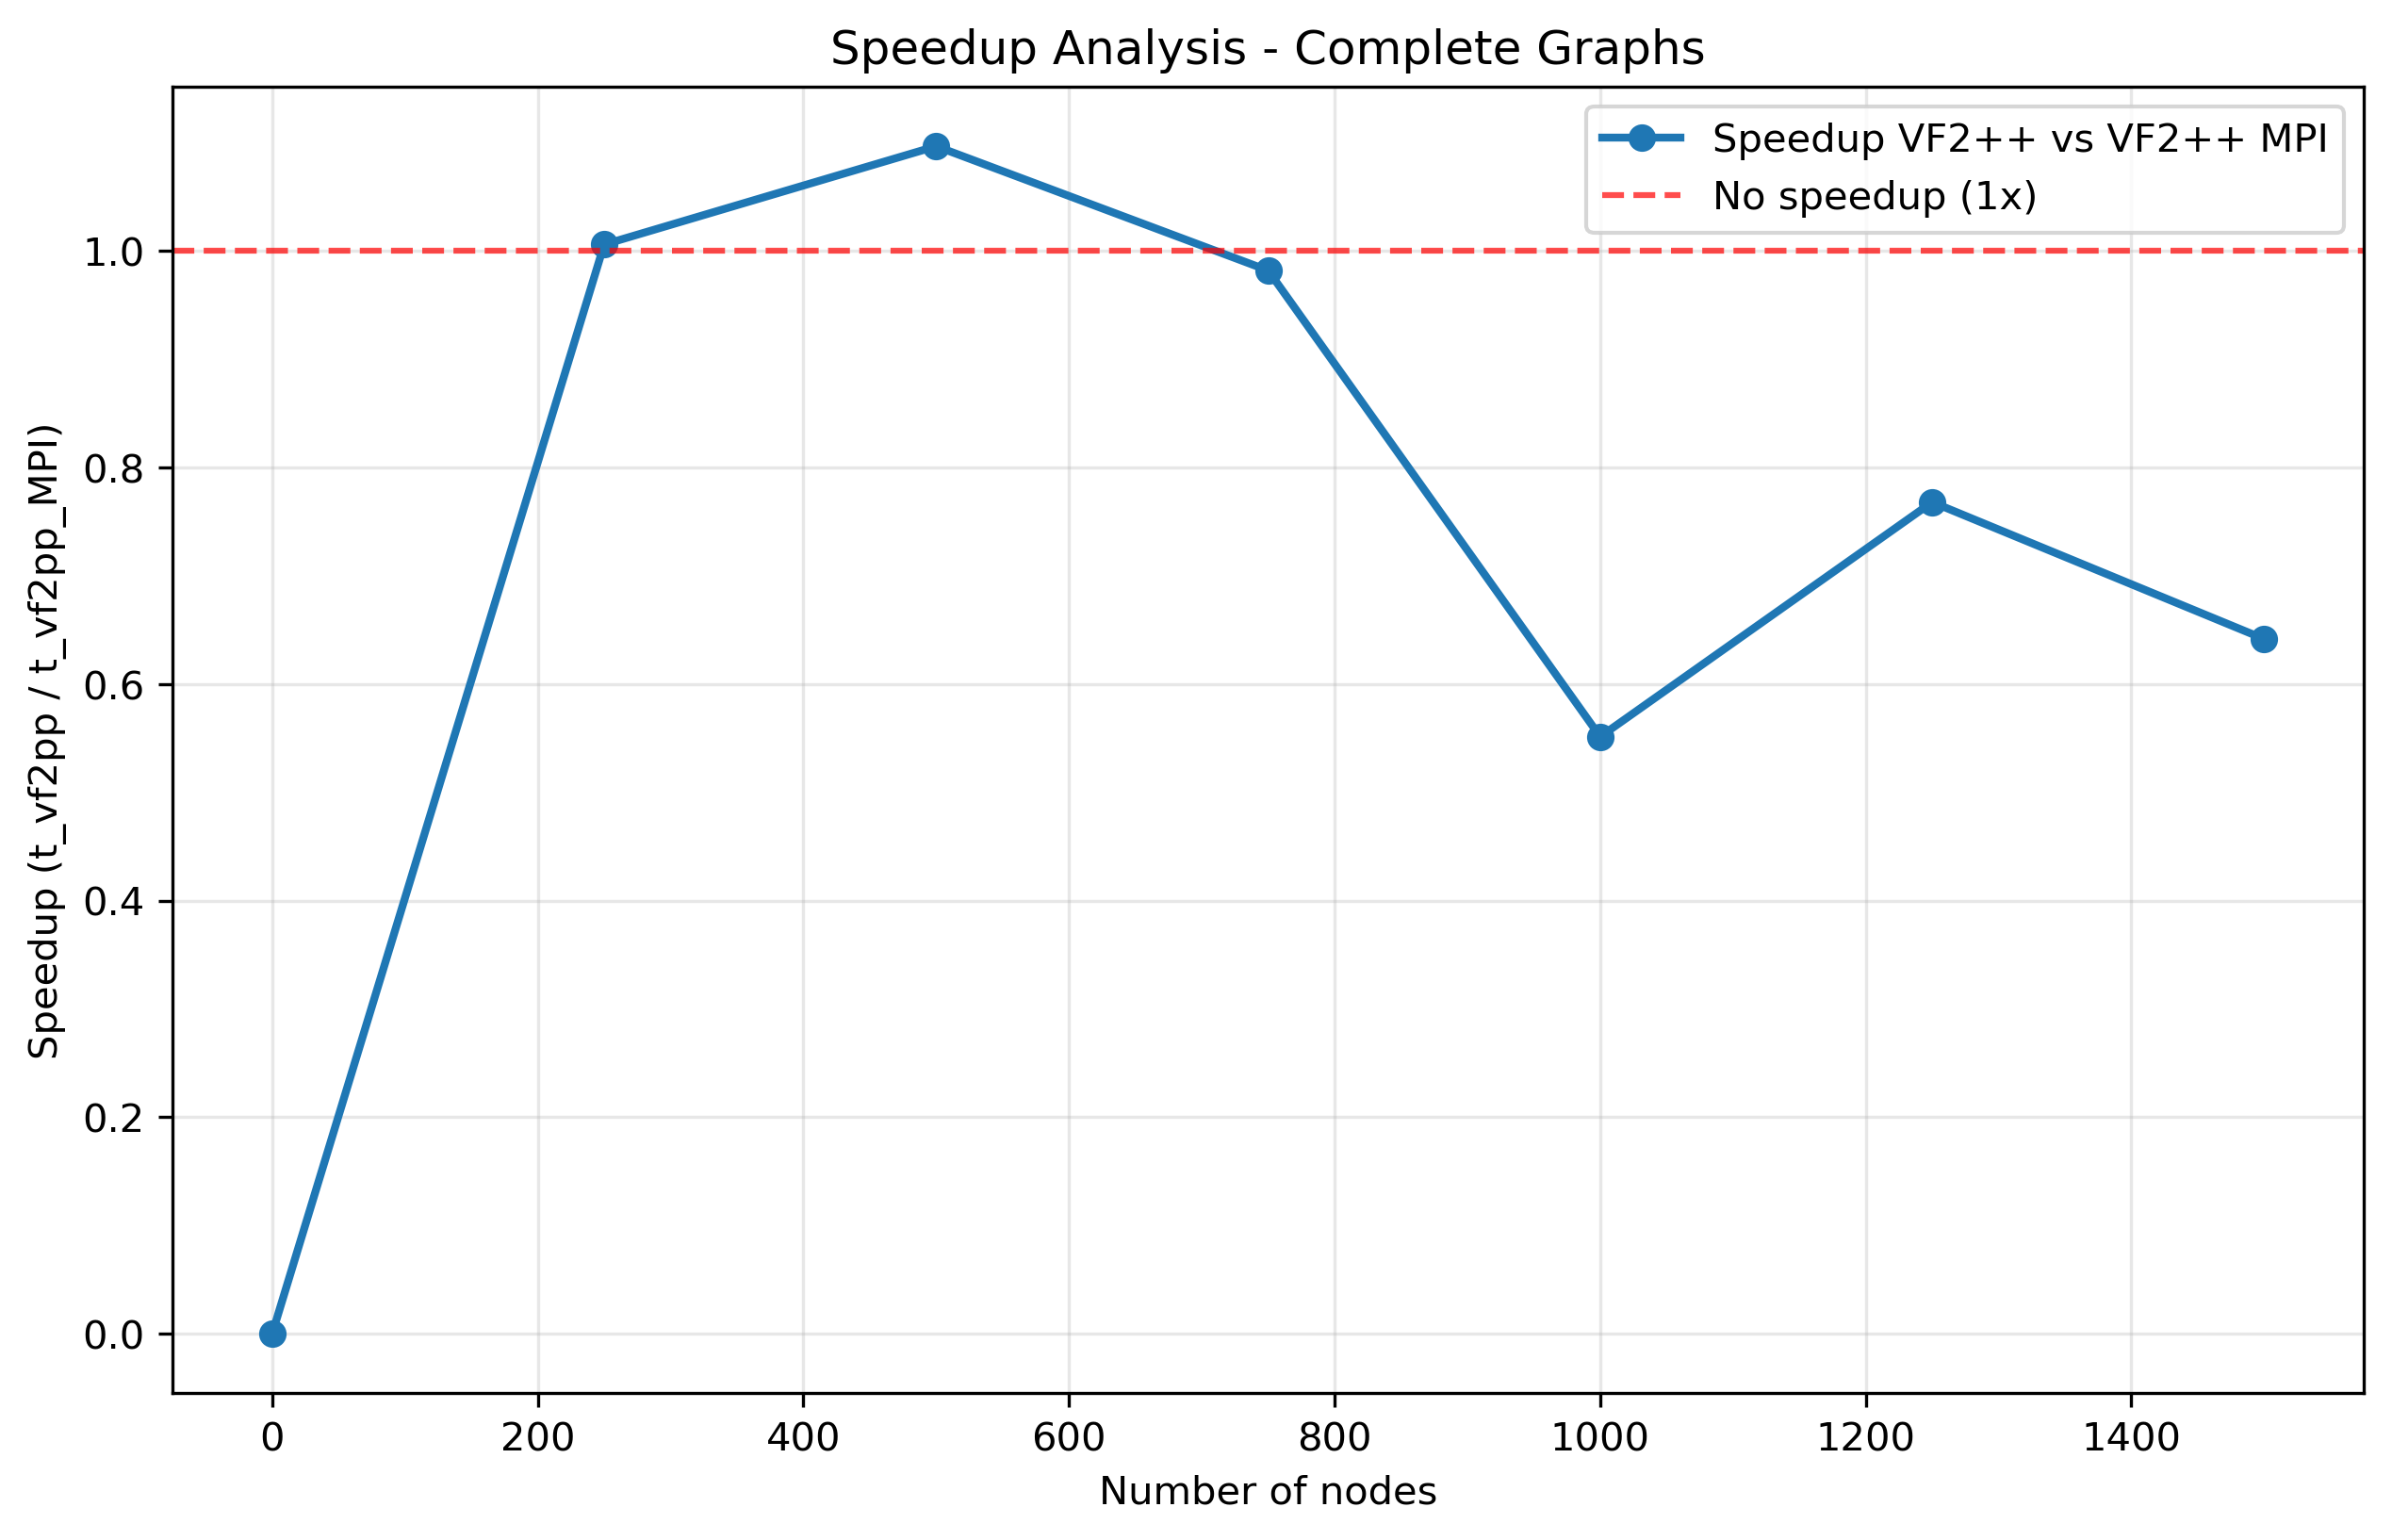 Speedup Analysis - Complete Graphs
Speedup VF2++ vs VF2++ MPI
No speedup (1x)
Speedup (t_vf2pp / t_vf2pp_MPI)
1.0
0.8
0.6
0.4
0.2
0.0
0 200 400 600 800 1000 1200 1400
Number of nodes